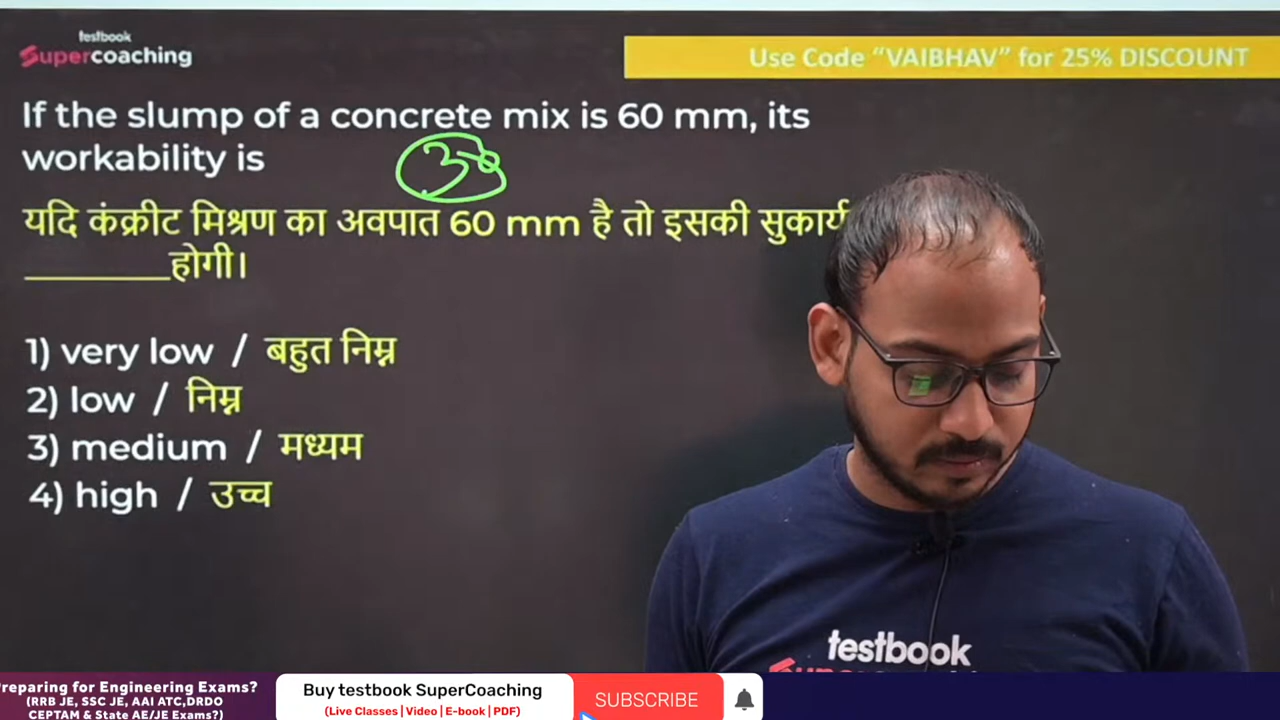 testbook
Supercoaching
Use Code “VAIBHAV” for 25% DISCOUNT
If the slump of a concrete mix is 60 mm, its
workability is
यदि कंक्रीट मिश्रण का अवपात 60 mm है तो इसकी
_______होगी।
1) very low / बहुत निम्न
2) low / निम्न
3) medium / मध्यम
4) high / उच्च
testbook
Preparing for Engineering Exams?
(RRB JE, SSC JE, AAI ATC,DRDO
CEPTAM & State AE/JE Exams?)
Buy testbook SuperCoaching
(Live Classes | Video | E-book | PDF)
SUBSCRIBE